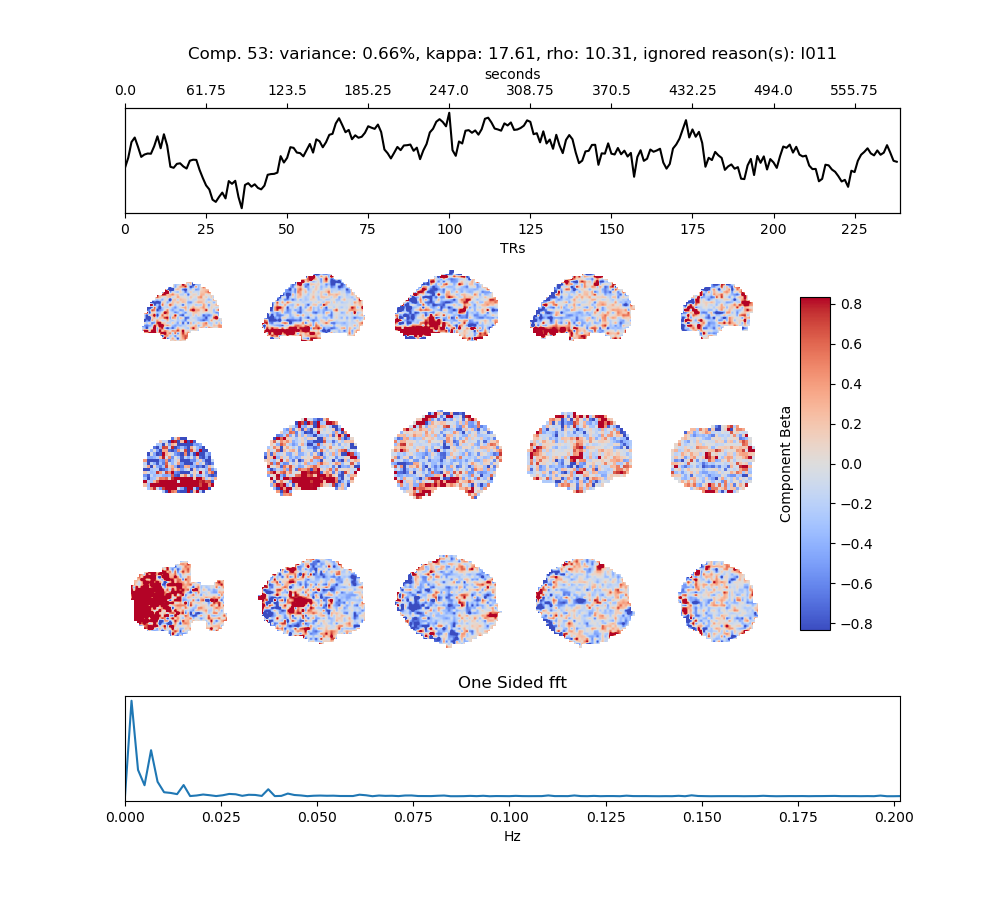 Comp. 53: variance: 0.66%, kappa: 17.61, rho: 10.31, ignored reason(s): I011
seconds
0.0 61.75 123.5 185.25 247.0 308.75 370.5 432.25 494.0 555.75
0 25 50 75 100 125 150 175 200 225
TRs
0.8
0.6
0.4
0.2
0.0
−0.2
−0.4
−0.6
−0.8
Component Beta
One Sided fft
0.000 0.025 0.050 0.075 0.100 0.125 0.150 0.175 0.200
Hz